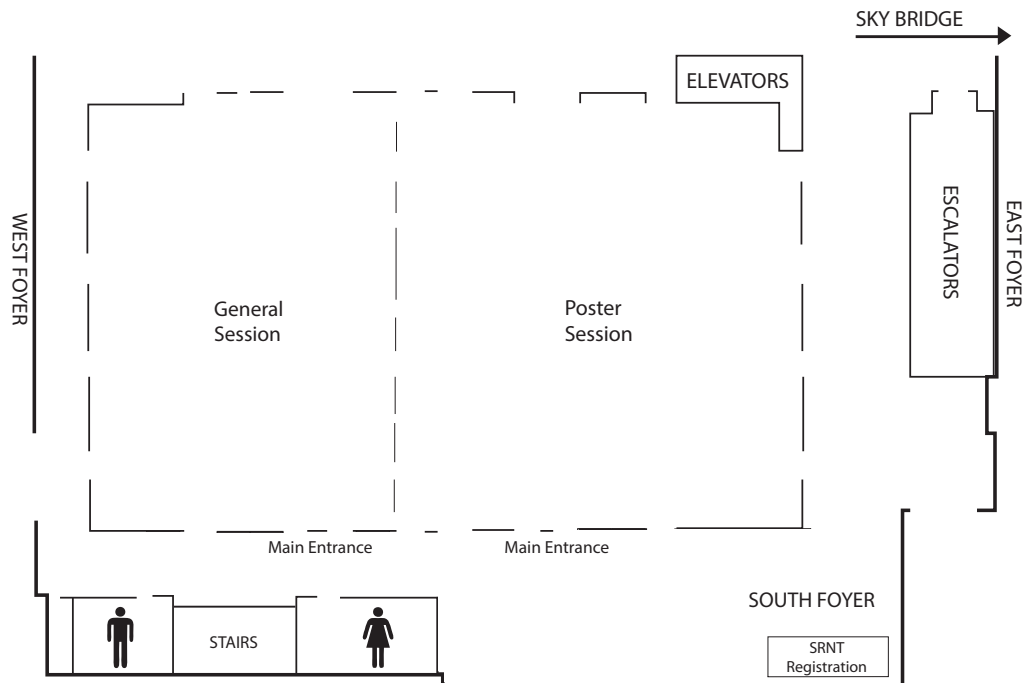 SKY BRIDGE
ELEVATORS
WEST FOYER
ESCALATORS
EAST FOYER
General
Session
Poster
Session
Main Entrance
Main Entrance
SOUTH FOYER
STAIRS
SRNT
Registration